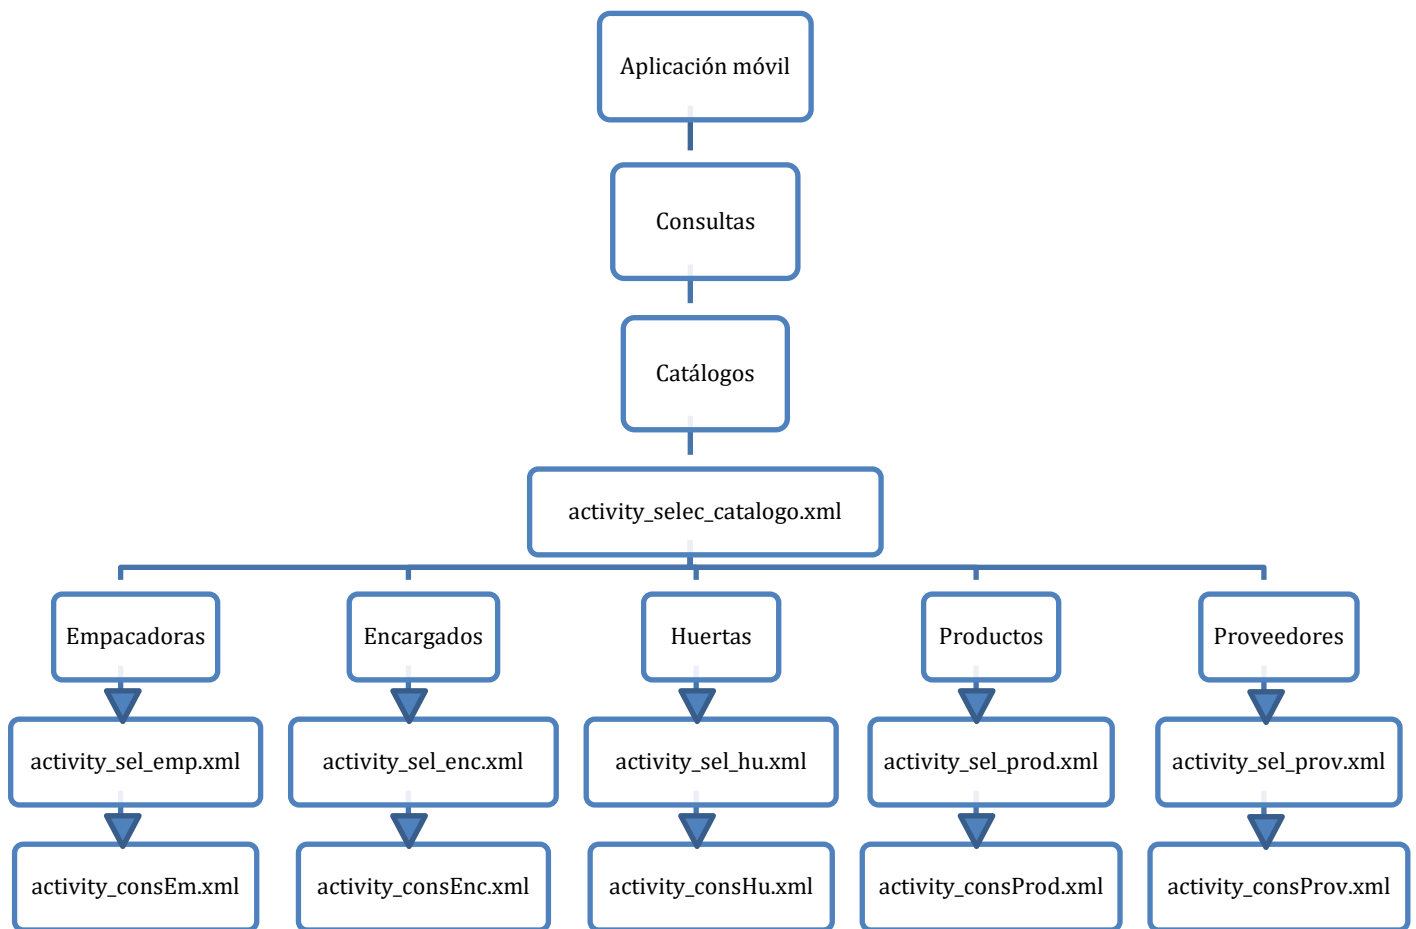 Aplicación móvil
Consultas
Catálogos
activity_selec_catalogo.xml
Empacadoras
Encargados
Huertas
Productos
Proveedores
activity_sel_emp.xml
activity_sel_enc.xml
activity_sel_hu.xml
activity_sel_prod.xml
activity_sel_prov.xml
activity_consEm.xml
activity_consEnc.xml
activity_consHu.xml
activity_consProd.xml
activity_consProv.xml